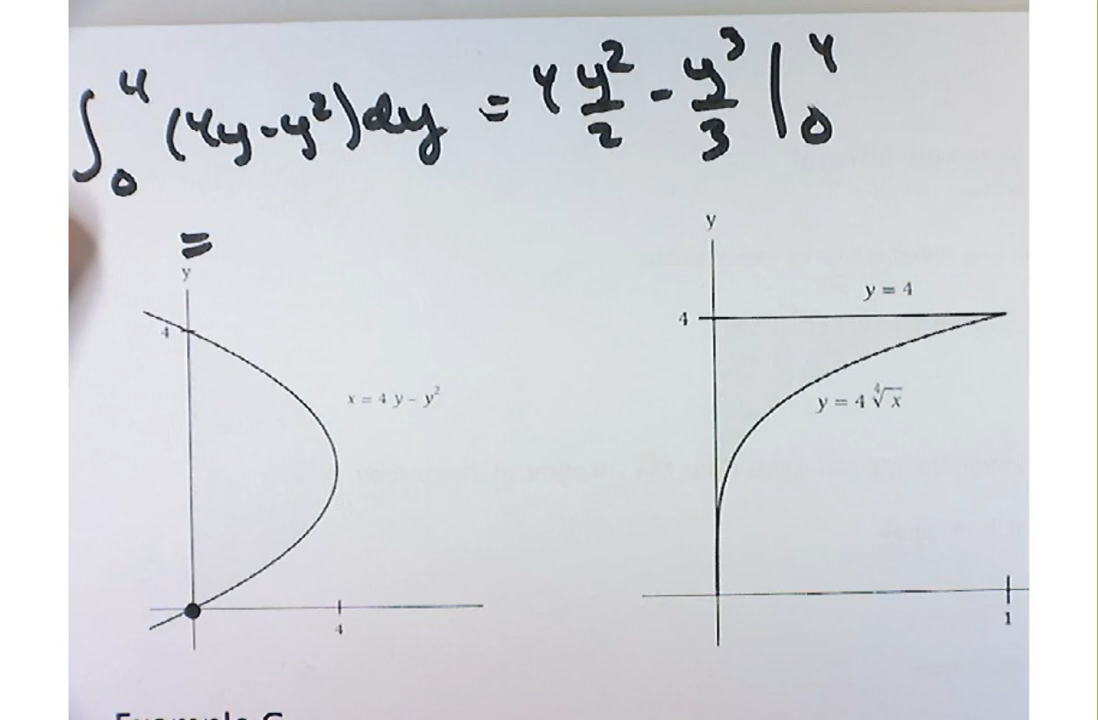 ∫₀⁴ (4y-y²)dy = 4 y²/2 - y³/3 |₀⁴
=
y
4
x = 4 y – y²
4
y
y = 4
4
y = 4 ∜x
1